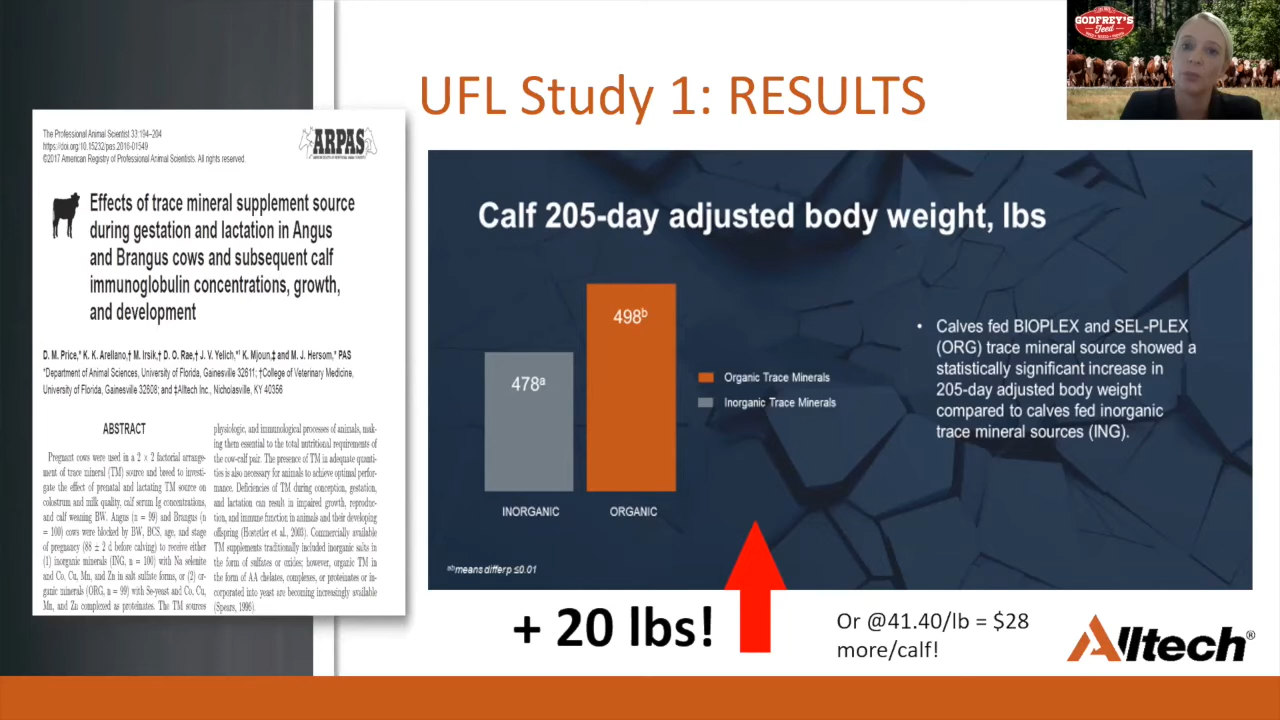 GODFREY'S
Feed
UFL Study 1: RESULTS
The Professional Animal Scientist 33:194–204
https://doi.org/10.15232/pas.2016-01549
©2017 American Registry of Professional Animal Scientists. All rights reserved.
ARPAS
Effects of trace mineral supplement source
during gestation and lactation in Angus
and Brangus cows and subsequent calf
immunoglobulin concentrations, growth,
and development
D. M. Price,* K. K. Arellano,† M. Irsik,† D. O. Rae,† J. V. Yelich,*¹ K. Mjoun,‡ and M. J. Hersom,* PAS
*Department of Animal Sciences, University of Florida, Gainesville 32611; †College of Veterinary Medicine,
University of Florida, Gainesville 32608; and ‡Alltech Inc., Nicholasville, KY 40356
ABSTRACT
Pregnant cows were used in a 2 × 2 factorial arrange-
ment of trace mineral (TM) source and breed to investi-
gate the effect of prenatal and lactating TM source on
colostrum and milk quality, calf serum Ig concentrations,
and calf weaning BW. Angus (n = 99) and Brangus (n
= 100) cows were blocked by BW, BCS, age, and stage
of pregnancy (88 ± 2 d before calving) to receive either
(1) inorganic minerals (ING, n = 100) with Na selenite
and Co, Cu, Mn, and Zn in salt sulfate forms, or (2) or-
ganic minerals (ORG, n = 99) with Se-yeast and Co, Cu,
Mn, and Zn complexed as proteinates. The TM sources
physiologic, and immunological processes of animals, mak-
ing them essential to the total nutritional requirements of
the cow-calf pair. The presence of TM in adequate quanti-
ties is also necessary for animals to achieve optimal perfor-
mance. Deficiencies of TM during conception, gestation,
and lactation can result in impaired growth, reproduc-
tion, and immune function in animals and their developing
offspring (Hostetler et al., 2003). Commercially available
TM supplements traditionally included inorganic salts in
the form of sulfates or oxides; however, organic TM in
the form of AA chelates, complexes, or proteinates or in-
corporated into yeast are becoming increasingly available
(Spears, 1996).
Calf 205-day adjusted body weight, lbs
478ᵃ
498ᵇ
INORGANIC
ORGANIC
Organic Trace Minerals
Inorganic Trace Minerals
• Calves fed BIOPLEX and SEL-PLEX
(ORG) trace mineral source showed a
statistically significant increase in
205-day adjusted body weight
compared to calves fed inorganic
trace mineral sources (ING).
ᵃᵇmeans differ p ≤0.01
+ 20 lbs!
Or @41.40/lb = $28
more/calf!
Alltech®